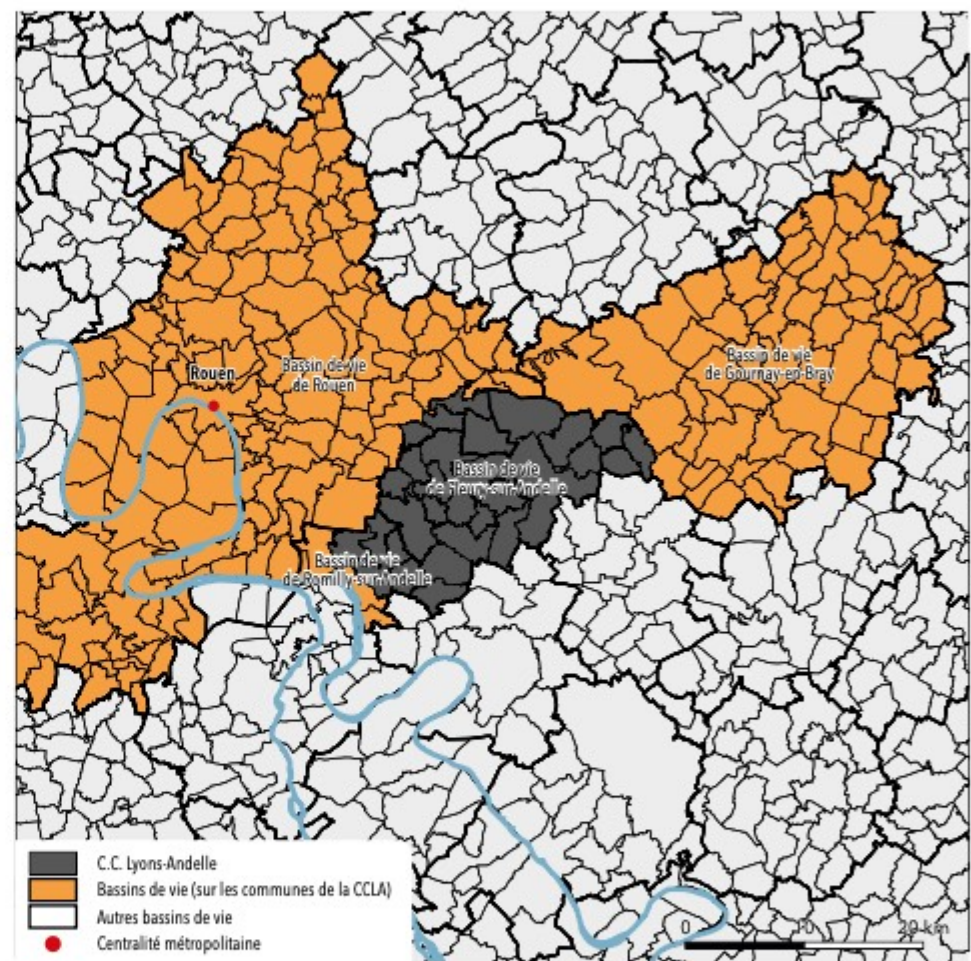 Rouen
Bassin de vie
de Rouen
Bassin de vie
de Gournay-en-Bray
Bassin de vie
de Fleury-sur-Andelle
Bassin de vie
de Romilly-sur-Andelle
C.C. Lyons-Andelle
Bassins de vie (sur les communes de la CCLA)
Autres bassins de vie
Centralité métropolitaine
0 10 20 km